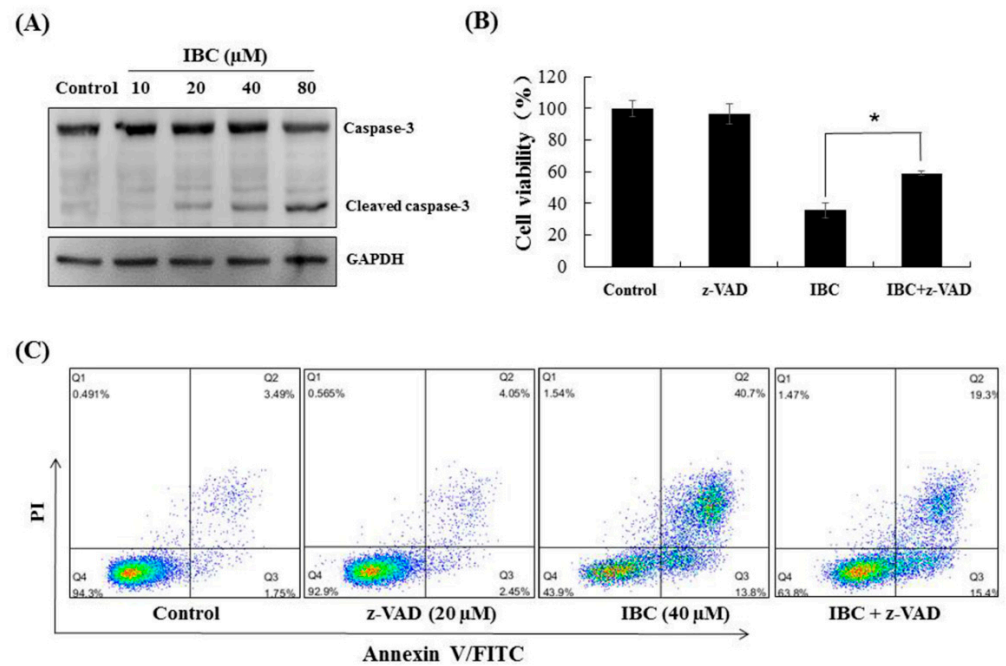 (A)
IBC (μM)
Control 10 20 40 80
Caspase-3
Cleaved caspase-3
GAPDH
(B)
Cell viability (%)
120
100
80
60
40
20
0
*
Control z-VAD IBC IBC+z-VAD
(C)
PI
Q1
0.491%
Q2
3.49%
Q4
94.3%
Q3
1.75%
Control
Q1
0.565%
Q2
4.05%
Q4
92.9%
Q3
2.45%
z-VAD (20 μM)
Q1
1.54%
Q2
40.7%
Q4
43.9%
Q3
13.8%
IBC (40 μM)
Q1
1.47%
Q2
19.3%
Q4
63.8%
Q3
15.4%
IBC + z-VAD
Annexin V/FITC